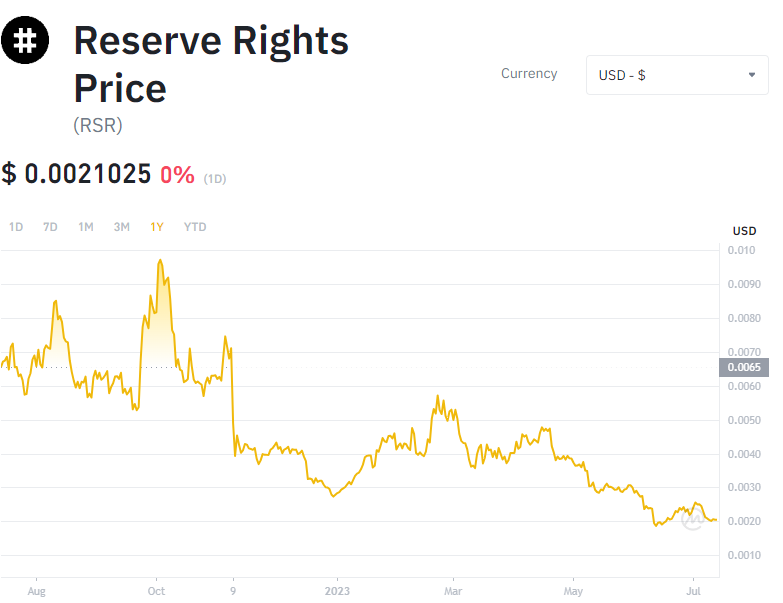 Reserve Rights
Price
(RSR)
Currency
USD - $
$ 0.0021025 0% (1D)
1D 7D 1M 3M 1Y YTD
USD
0.010
0.0090
0.0080
0.0070
0.0065
0.0060
0.0050
0.0040
0.0030
0.0020
0.0010
Aug Oct 9 2023 Mar May Jul